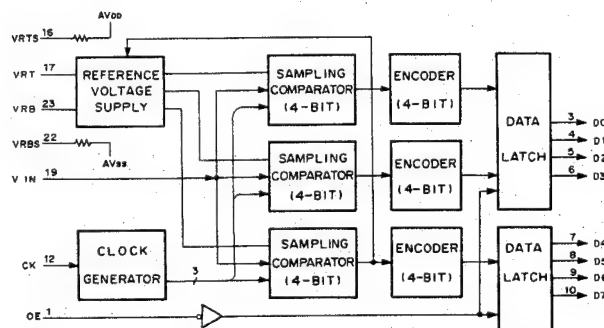 AVDD
VRTS 16
VRT 17
VRB 23
VRBS 22
AVSS
V IN 19
CK 12
OE 1
REFERENCE
VOLTAGE
SUPPLY
CLOCK
GENERATOR
3
SAMPLING
COMPARATOR
(4-BIT)
SAMPLING
COMPARATOR
(4-BIT)
SAMPLING
COMPARATOR
(4-BIT)
ENCODER
(4-BIT)
ENCODER
(4-BIT)
ENCODER
(4-BIT)
DATA
LATCH
DATA
LATCH
3 D0
4 D1
5 D2
6 D3
7 D4
8 D5
9 D6
10 D7